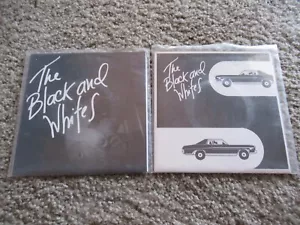 The
Black and
Whites
The
Black and
Whites